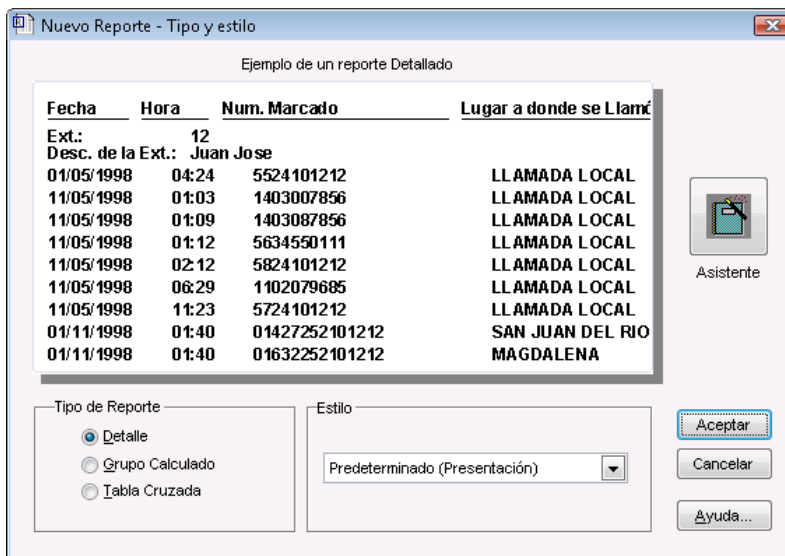 Nuevo Reporte - Tipo y estilo
Ejemplo de un reporte Detallado
Fecha Hora Num. Marcado Lugar a donde se Llamó
Ext.: 12
Desc. de la Ext.: Juan Jose
01/05/1998 04:24 5524101212 LLAMADA LOCAL
11/05/1998 01:03 1403007856 LLAMADA LOCAL
11/05/1998 01:09 1403087856 LLAMADA LOCAL
11/05/1998 01:12 5634550111 LLAMADA LOCAL
11/05/1998 02:12 5824101212 LLAMADA LOCAL
11/05/1998 06:29 1102079685 LLAMADA LOCAL
11/05/1998 11:23 5724101212 LLAMADA LOCAL
01/11/1998 01:40 01427252101212 SAN JUAN DEL RIO
01/11/1998 01:40 01632252101212 MAGDALENA
Asistente
Tipo de Reporte
Detalle
Grupo Calculado
Tabla Cruzada
Estilo
Predeterminado (Presentación)
Aceptar
Cancelar
Ayuda...